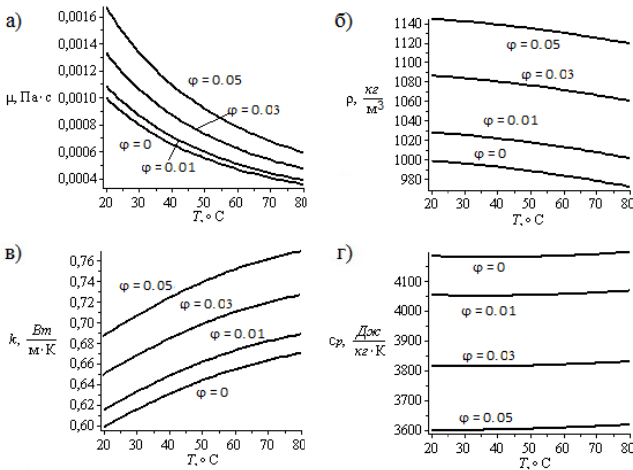 а)
0,0016
0,0014
0,0012
μ, Па·с
0,0010
0,0008
0,0006
0,0004
φ = 0.05
φ = 0.03
φ = 0
φ = 0.01
20 30 40 50 60 70 80
T, ∘ C
б)
1140
1120
1100
1080
ρ, кг/м³
1060
1040
1020
1000
980
φ = 0.05
φ = 0.03
φ = 0.01
φ = 0
20 30 40 50 60 70 80
T, ∘ C
в)
0,76
0,74
0,72
0,70
k, Вт/м·К
0,68
0,66
0,64
0,62
0,60
φ = 0.05
φ = 0.03
φ = 0.01
φ = 0
20 30 40 50 60 70 80
T, ∘ C
г)
4100
4000
cp, Дж/кг·К
3900
3800
3700
3600
φ = 0
φ = 0.01
φ = 0.03
φ = 0.05
20 30 40 50 60 70 80
T, ∘ C